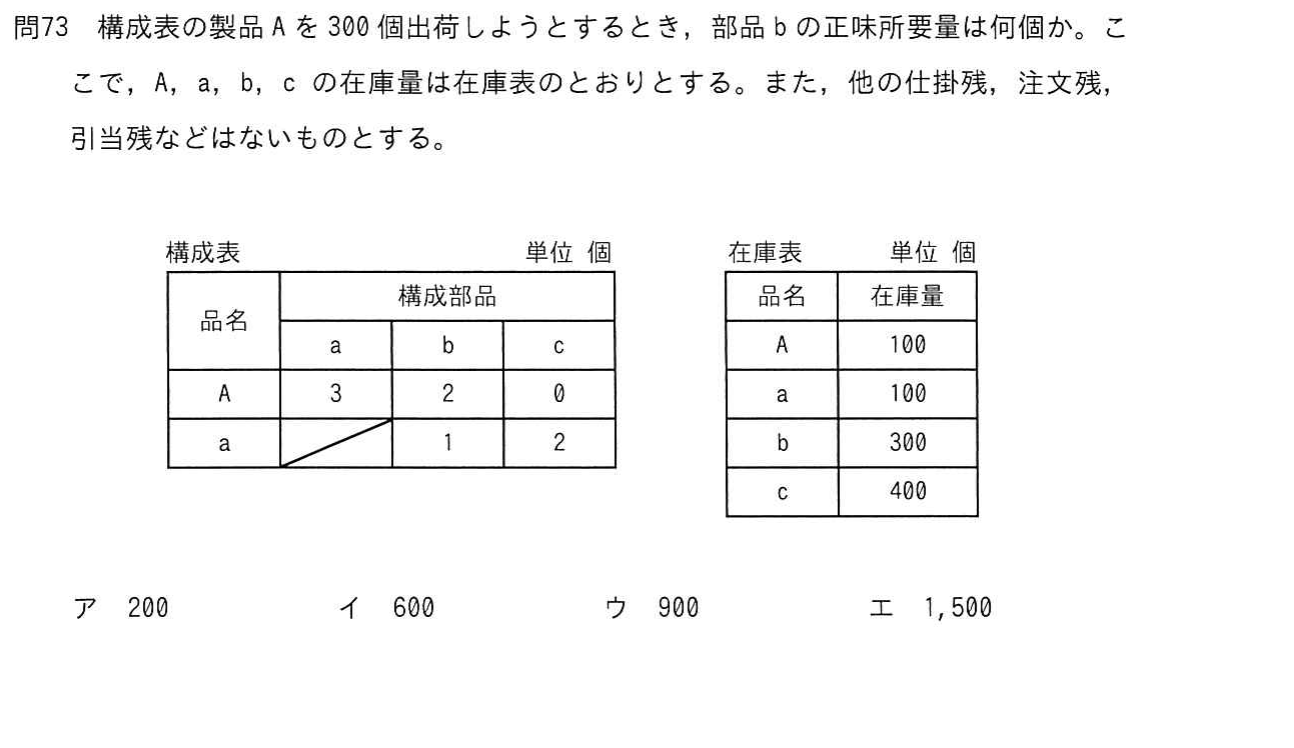 問73　構成表の製品 A を 300 個出荷しようとするとき，部品 b の正味所要量は何個か。こ
こで，A，a，b，c の在庫量は在庫表のとおりとする。また，他の仕掛残，注文残，
引当残などはないものとする。
構成表　単位 個
品名　構成部品
a　b　c
A　3　2　0
a　1　2
在庫表　単位 個
品名　在庫量
A　100
a　100
b　300
c　400
ア　200　イ　600　ウ　900　エ　1,500